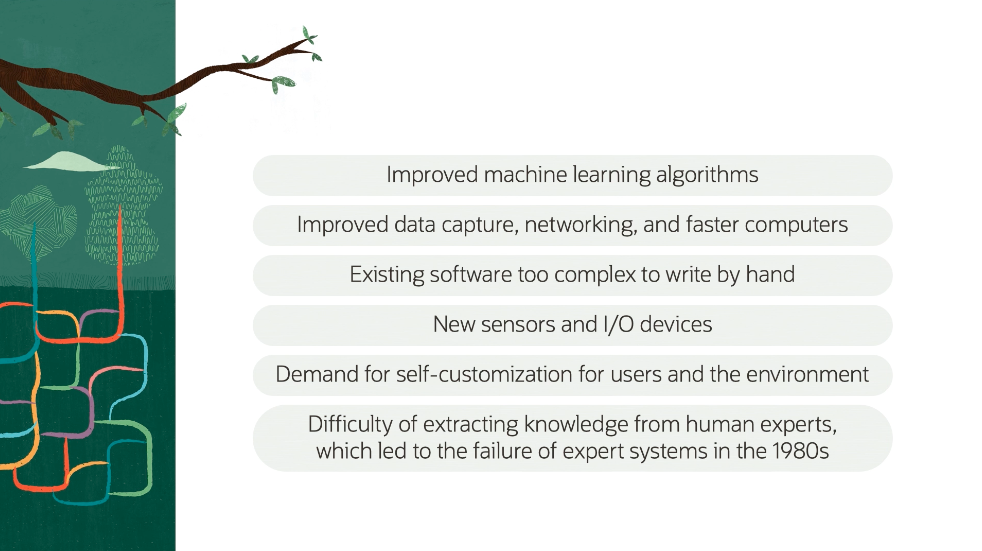 Improved machine learning algorithms
Improved data capture, networking, and faster computers
Existing software too complex to write by hand
New sensors and I/O devices
Demand for self-customization for users and the environment
Difficulty of extracting knowledge from human experts,
which led to the failure of expert systems in the 1980s